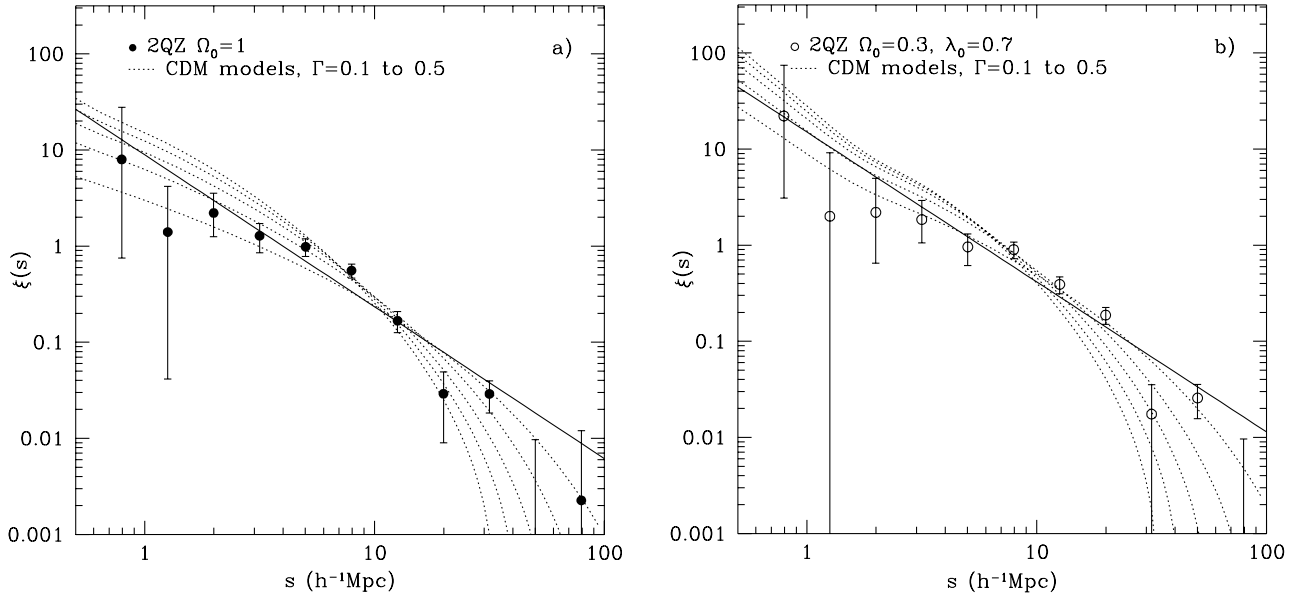 2QZ Ω₀=1
a)
CDM models, Γ=0.1 to 0.5
100
10
1
0.1
0.01
0.001
ξ(s)
1
10
100
s (h⁻¹Mpc)
2QZ Ω₀=0.3, λ₀=0.7
b)
CDM models, Γ=0.1 to 0.5
100
10
1
0.1
0.01
0.001
ξ(s)
1
10
100
s (h⁻¹Mpc)